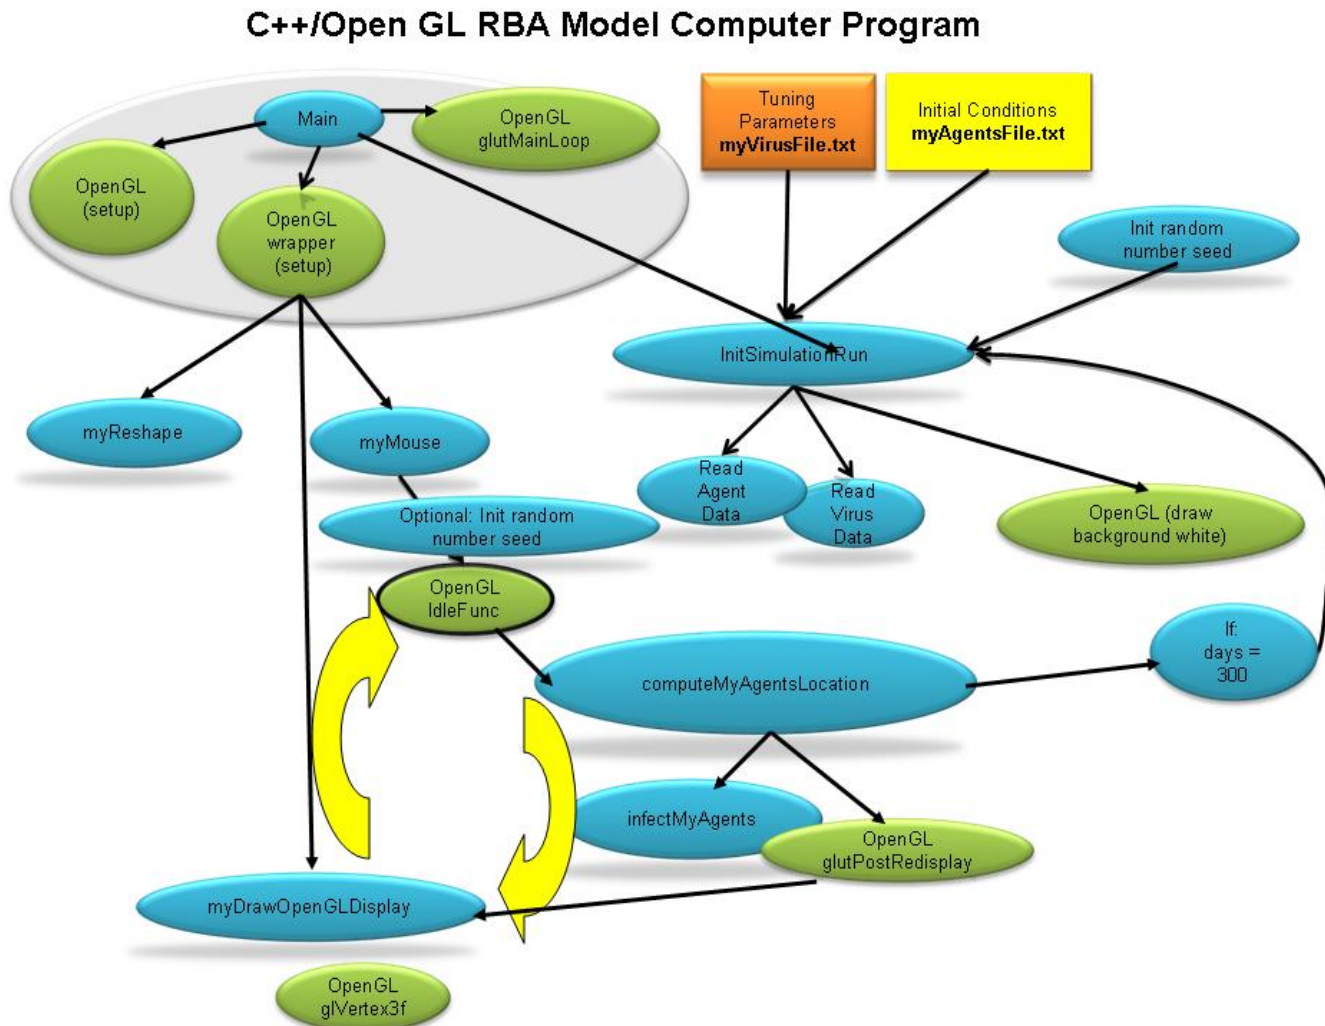 C++/Open GL RBA Model Computer Program
Main
OpenGL
glutMainLoop
Tuning
Parameters
myVirusFile.txt
Initial Conditions
myAgentsFile.txt
OpenGL
(setup)
OpenGL
wrapper
(setup)
Init random
number seed
InitSimulationRun
myReshape
myMouse
Read
Agent
Data
Read
Virus
Data
OpenGL (draw
background white)
Optional: Init random
number seed
OpenGL
IdleFunc
If:
days =
300
computeMyAgentsLocation
infectMyAgents
OpenGL
glutPostRedisplay
myDrawOpenGLDisplay
OpenGL
glVertex3f